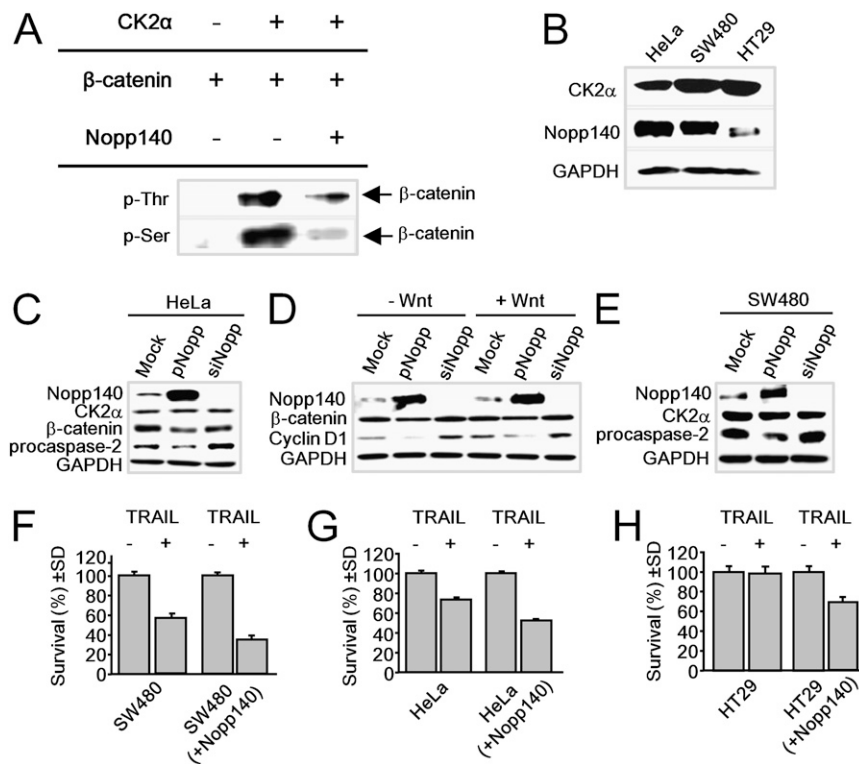 A
CK2α - + +
β-catenin + + +
Nopp140 - - +
p-Thr β-catenin
p-Ser β-catenin
B
HeLa SW480 HT29
CK2α
Nopp140
GAPDH
C
HeLa
Mock pNopp siNopp
Nopp140
CK2α
β-catenin
procaspase-2
GAPDH
D
- Wnt + Wnt
Mock pNopp siNopp Mock pNopp siNopp
Nopp140
β-catenin
Cyclin D1
GAPDH
E
SW480
Mock pNopp siNopp
Nopp140
CK2α
procaspase-2
GAPDH
F
TRAIL TRAIL
- + - +
Survival (%) ±SD
120
100
80
60
40
20
SW480
SW480
(+Nopp140)
G
TRAIL TRAIL
- + - +
Survival (%) ±SD
120
100
80
60
40
20
HeLa
HeLa
(+Nopp140)
H
TRAIL TRAIL
- + - +
Survival (%) ±SD
120
100
80
60
40
20
HT29
HT29
(+Nopp140)